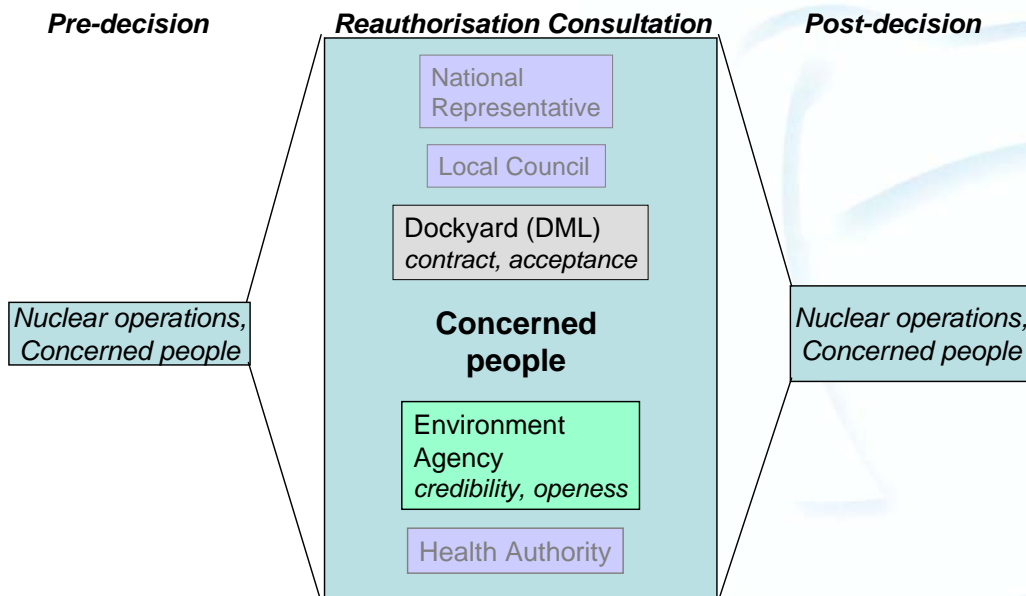 Pre-decision
Reauthorisation Consultation
Post-decision
National
Representative
Local Council
Dockyard (DML)
contract, acceptance
Nuclear operations,
Concerned people
Concerned
people
Nuclear operations,
Concerned people
Environment
Agency
credibility, openess
Health Authority